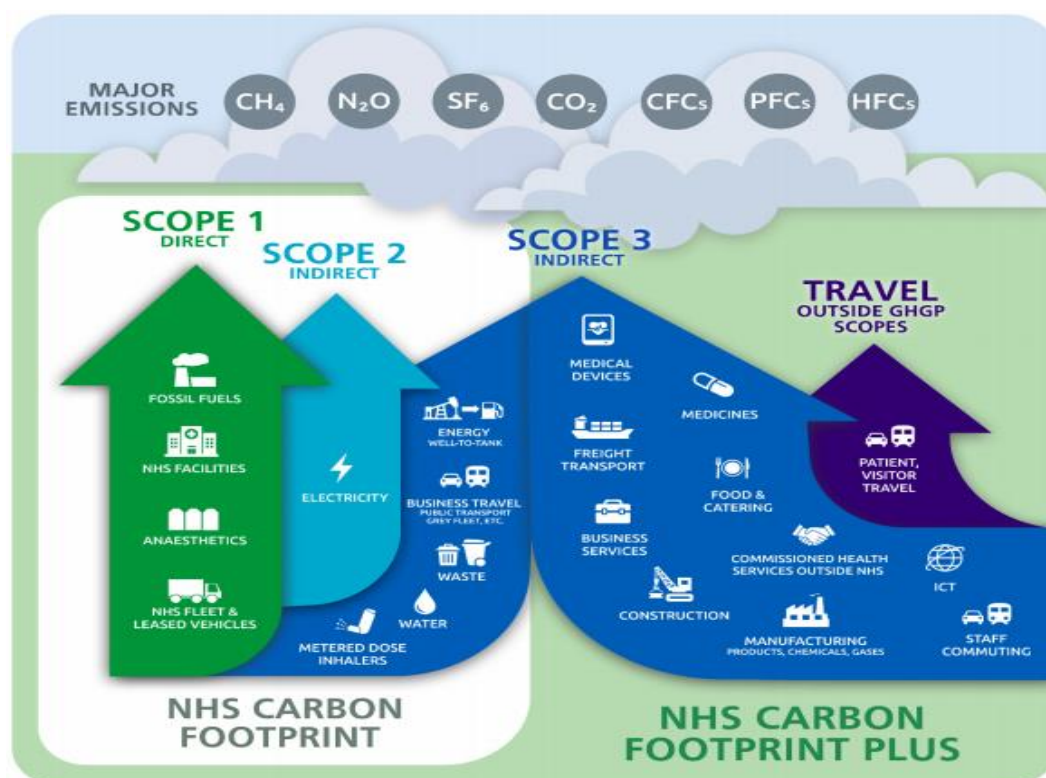 MAJOR
EMISSIONS
CH₄
N₂O
SF₆
CO₂
CFCs
PFCs
HFCs
SCOPE 1
DIRECT
SCOPE 2
INDIRECT
SCOPE 3
INDIRECT
TRAVEL
OUTSIDE GHGP
SCOPES
FOSSIL FUELS
NHS FACILITIES
ANAESTHETICS
NHS FLEET &
LEASED VEHICLES
ELECTRICITY
ENERGY
WELL-TO-TANK
BUSINESS TRAVEL
PUBLIC TRANSPORT
GREY FLEET, ETC.
WASTE
WATER
METERED DOSE
INHALERS
MEDICAL
DEVICES
MEDICINES
FREIGHT
TRANSPORT
FOOD &
CATERING
BUSINESS
SERVICES
COMMISSIONED HEALTH
SERVICES OUTSIDE NHS
CONSTRUCTION
MANUFACTURING
PRODUCTS, CHEMICALS, GASES
ICT
STAFF
COMMUTING
PATIENT,
VISITOR
TRAVEL
NHS CARBON
FOOTPRINT
NHS CARBON
FOOTPRINT PLUS